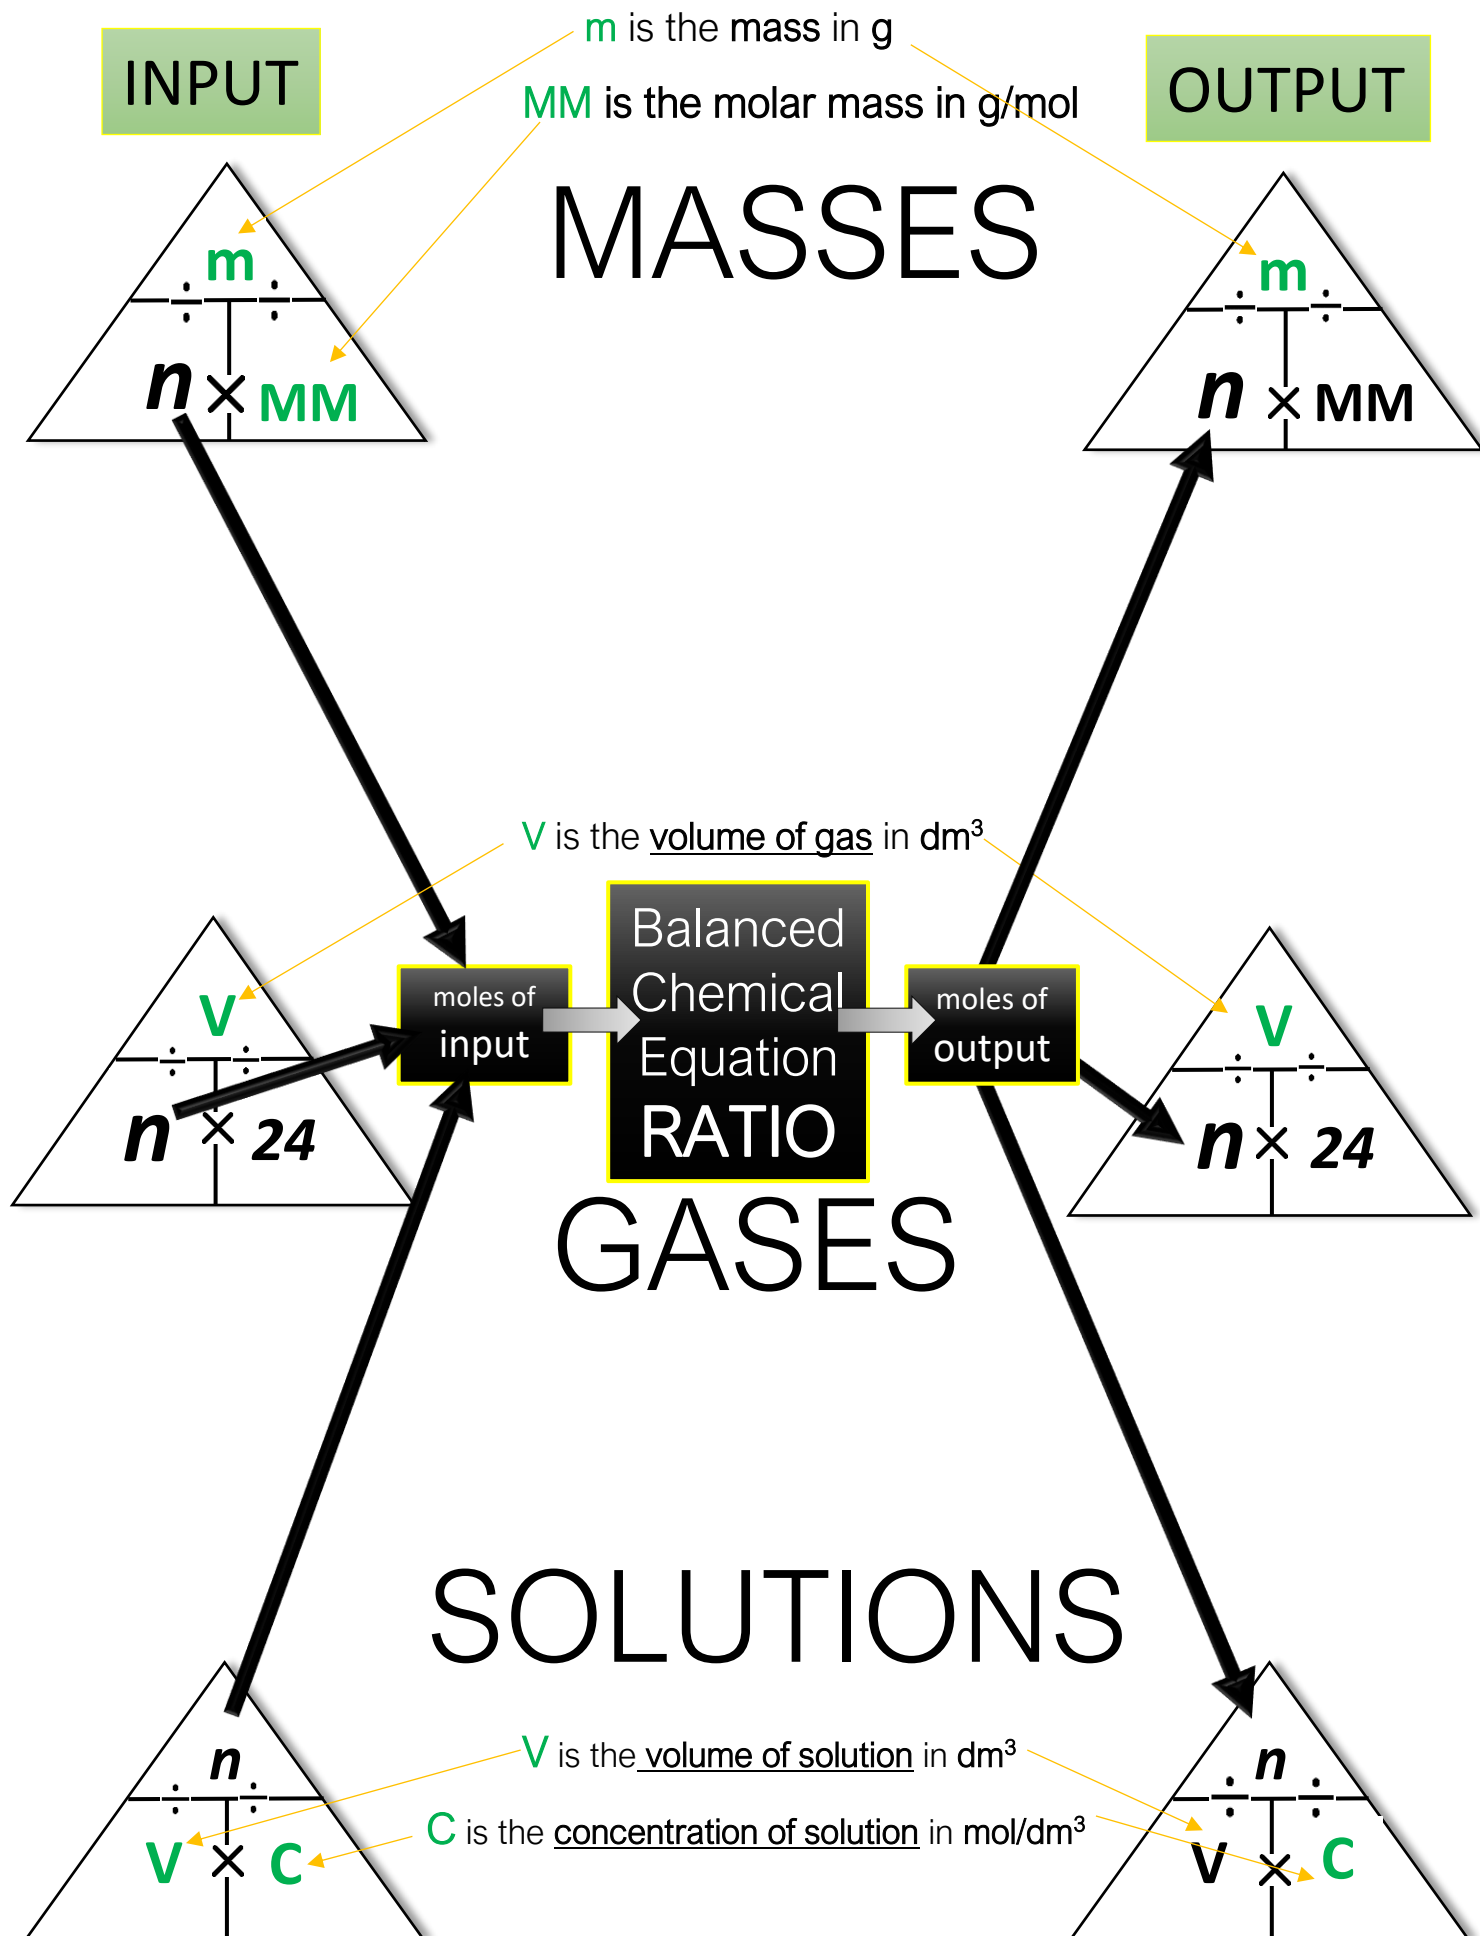 m is the mass in g
INPUT
OUTPUT
MM is the molar mass in g/mol
MASSES
m
÷ ÷
n × MM
m
÷ ÷
n × MM
V is the volume of gas in dm³
V
÷ ÷
n × 24
moles of
input
Balanced
Chemical
Equation
RATIO
moles of
output
V
÷ ÷
n × 24
GASES
SOLUTIONS
n
÷ ÷
V × C
V is the volume of solution in dm³
C is the concentration of solution in mol/dm³
n
÷ ÷
V × C